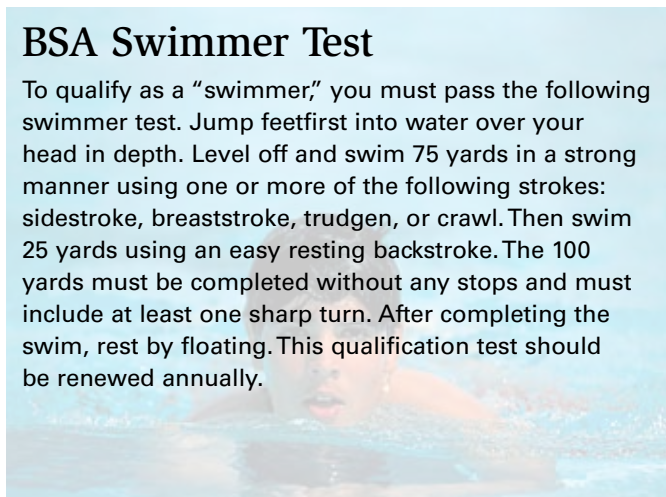 BSA Swimmer Test
To qualify as a “swimmer,” you must pass the following
swimmer test. Jump feetfirst into water over your
head in depth. Level off and swim 75 yards in a strong
manner using one or more of the following strokes:
sidestroke, breaststroke, trudgen, or crawl. Then swim
25 yards using an easy resting backstroke. The 100
yards must be completed without any stops and must
include at least one sharp turn. After completing the
swim, rest by floating. This qualification test should
be renewed annually.